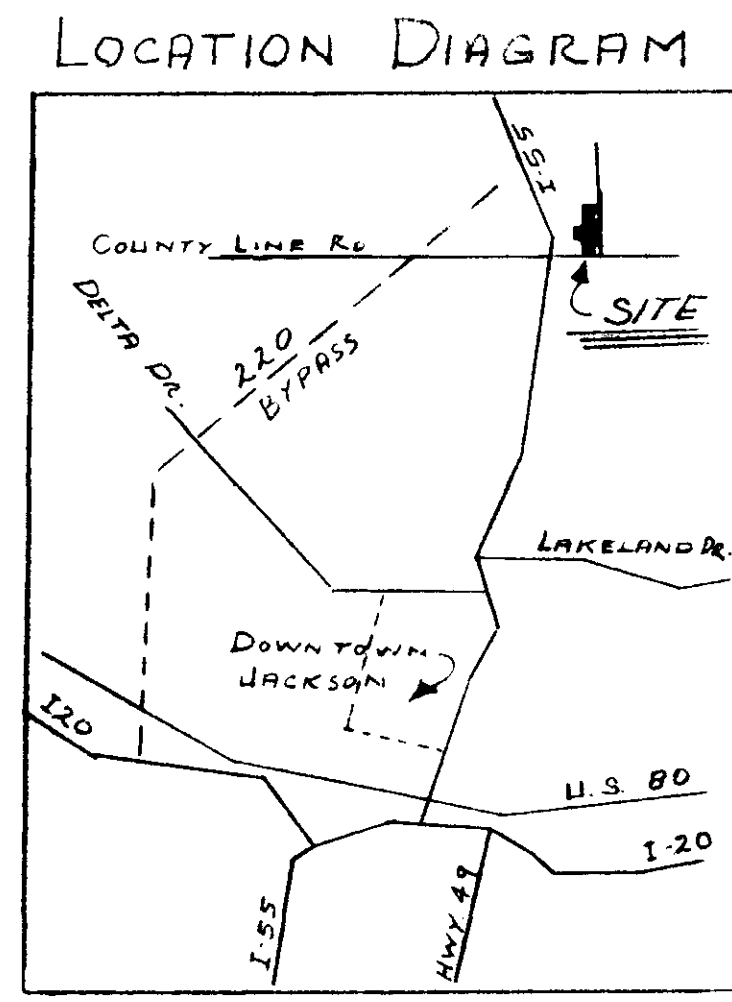 LOCATION DIAGRAM
I-55
COUNTY LINE RD
SITE
DELTA DR.
220
BYPASS
LAKELAND DR.
DOWNTOWN
JACKSON
I20
U.S. 80
I-20
I-55
HWY. 49